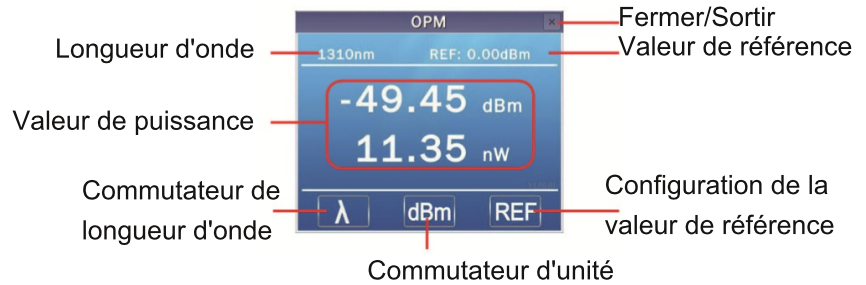 OPM
×
Fermer/Sortir
Longueur d'onde
1310nm
REF: 0.00dBm
Valeur de référence
Valeur de puissance
-49.45 dBm
11.35 nW
Commutateur de
longueur d'onde
λ
dBm
REF
Configuration de la
valeur de référence
Commutateur d'unité